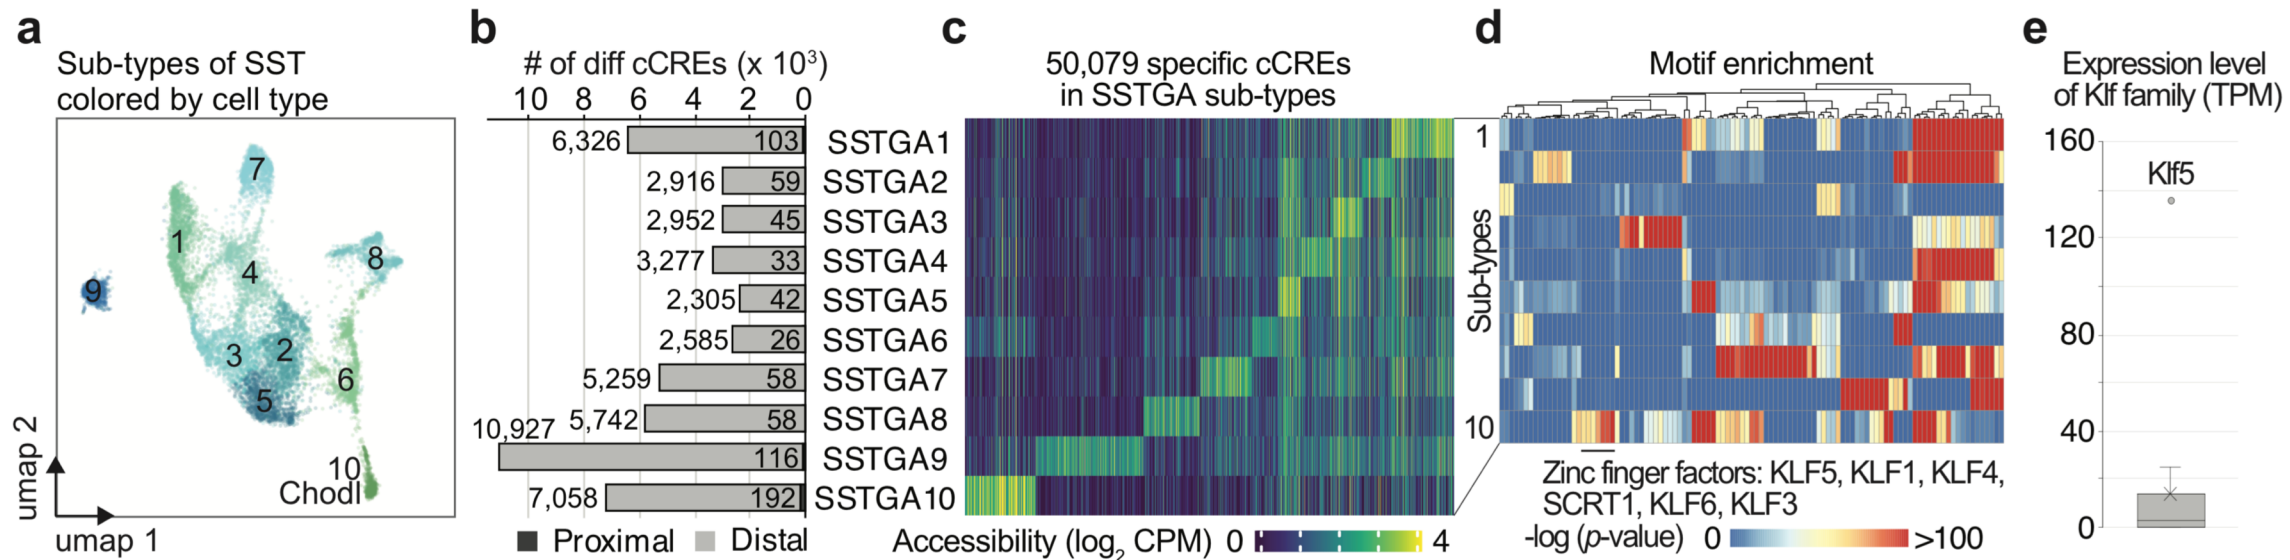 a
Sub-types of SST
colored by cell type
7
1
8
4
9
3
2
6
5
10
Chodl
umap 2
umap 1
b
# of diff cCREs (x 10³)
10 8 6 4 2 0
6,326 103 SSTGA1
2,916 59 SSTGA2
2,952 45 SSTGA3
3,277 33 SSTGA4
2,305 42 SSTGA5
2,585 26 SSTGA6
5,259 58 SSTGA7
5,742 58 SSTGA8
10,927 116 SSTGA9
7,058 192 SSTGA10
Proximal Distal
c
50,079 specific cCREs
in SSTGA sub-types
Accessibility (log₂ CPM) 0 4
d
Motif enrichment
1
Sub-types
10
Zinc finger factors: KLF5, KLF1, KLF4,
SCRT1, KLF6, KLF3
-log (p-value) 0 >100
e
Expression level
of Klf family (TPM)
160
Klf5
120
80
40
0